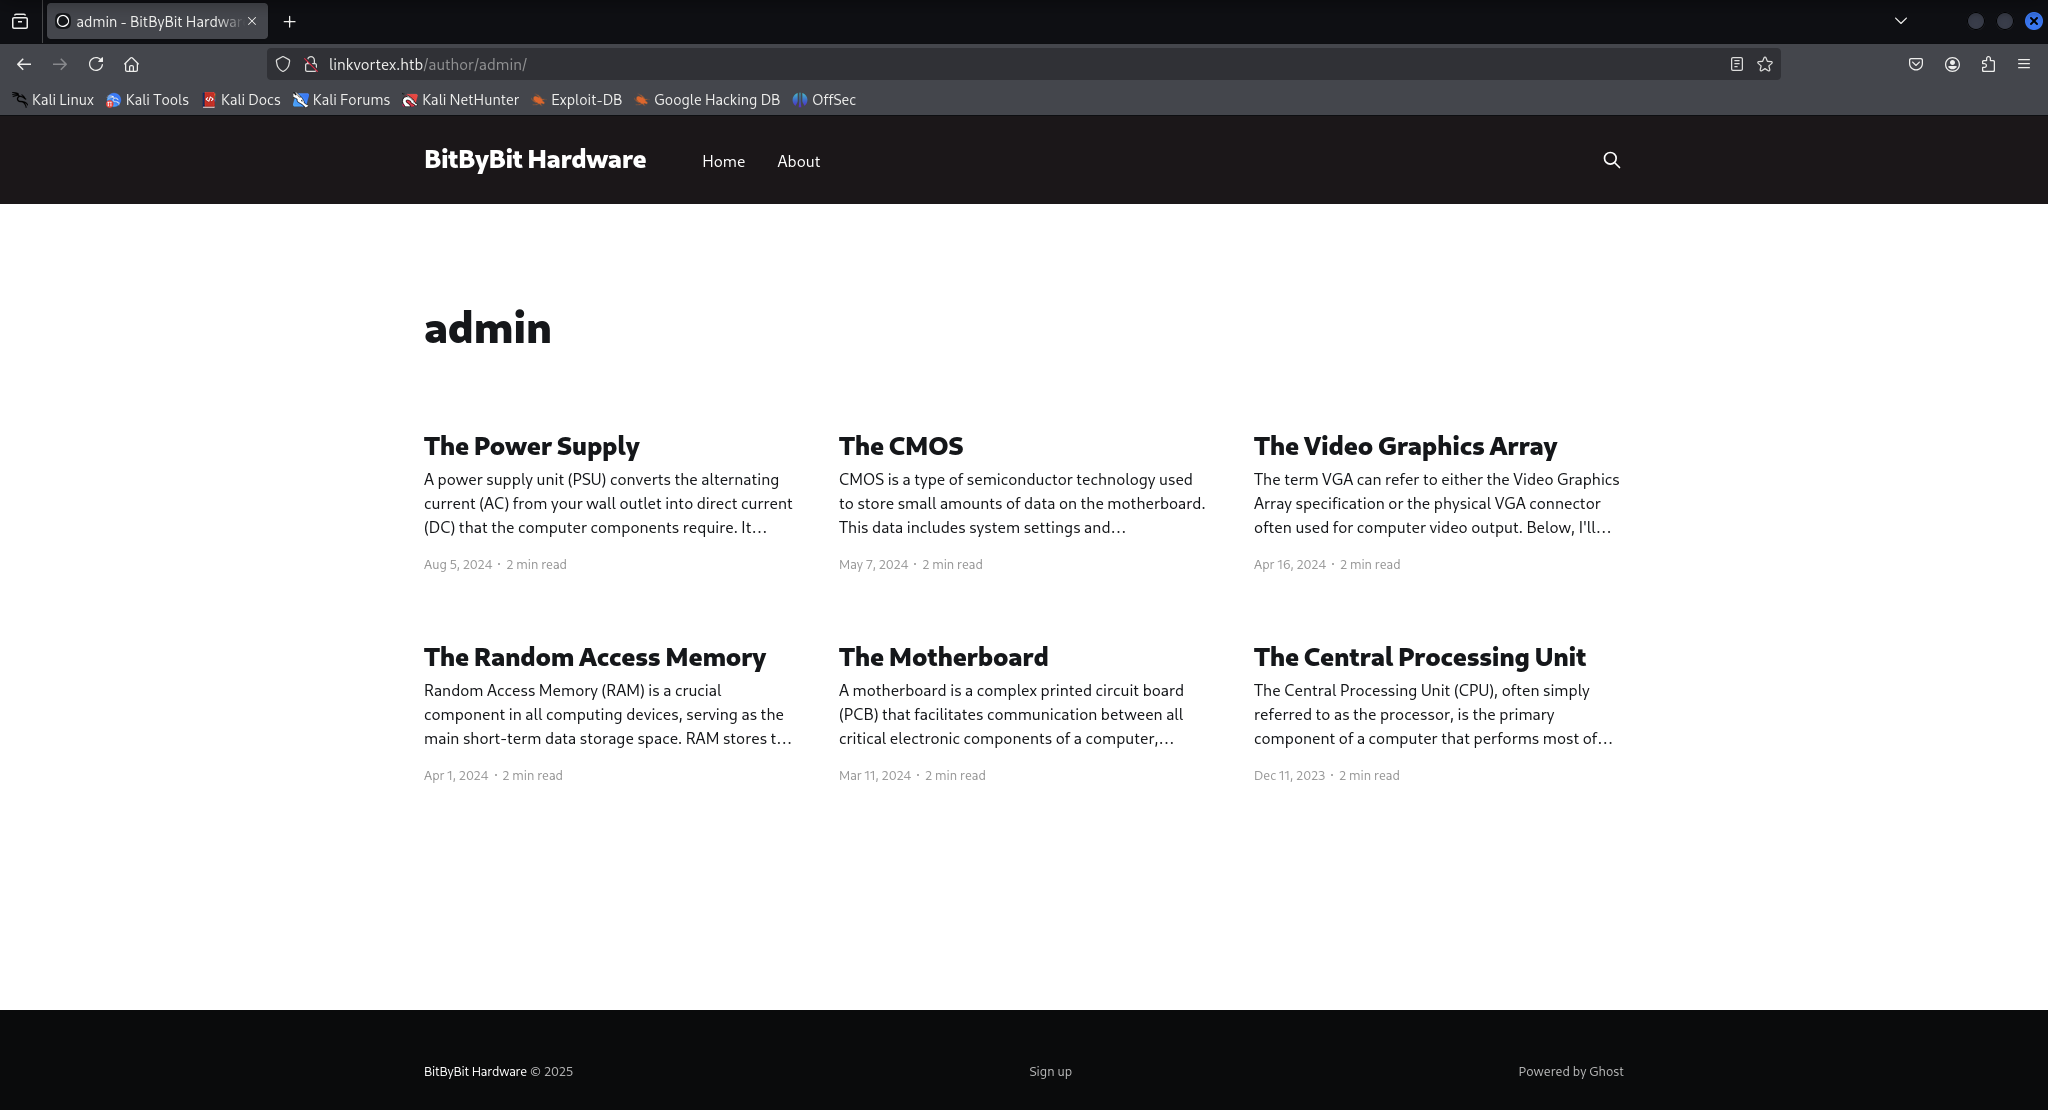 admin - BitByBit Hardwar
linkvortex.htb/author/admin/
Kali Linux Kali Tools Kali Docs Kali Forums Kali NetHunter Exploit-DB Google Hacking DB OffSec
BitByBit Hardware Home About
admin
The Power Supply
A power supply unit (PSU) converts the alternating
current (AC) from your wall outlet into direct current
(DC) that the computer components require. It…
Aug 5, 2024 • 2 min read
The CMOS
CMOS is a type of semiconductor technology used
to store small amounts of data on the motherboard.
This data includes system settings and…
May 7, 2024 • 2 min read
The Video Graphics Array
The term VGA can refer to either the Video Graphics
Array specification or the physical VGA connector
often used for computer video output. Below, I'll…
Apr 16, 2024 • 2 min read
The Random Access Memory
Random Access Memory (RAM) is a crucial
component in all computing devices, serving as the
main short-term data storage space. RAM stores t…
Apr 1, 2024 • 2 min read
The Motherboard
A motherboard is a complex printed circuit board
(PCB) that facilitates communication between all
critical electronic components of a computer,…
Mar 11, 2024 • 2 min read
The Central Processing Unit
The Central Processing Unit (CPU), often simply
referred to as the processor, is the primary
component of a computer that performs most of…
Dec 11, 2023 • 2 min read
BitByBit Hardware © 2025
Sign up
Powered by Ghost